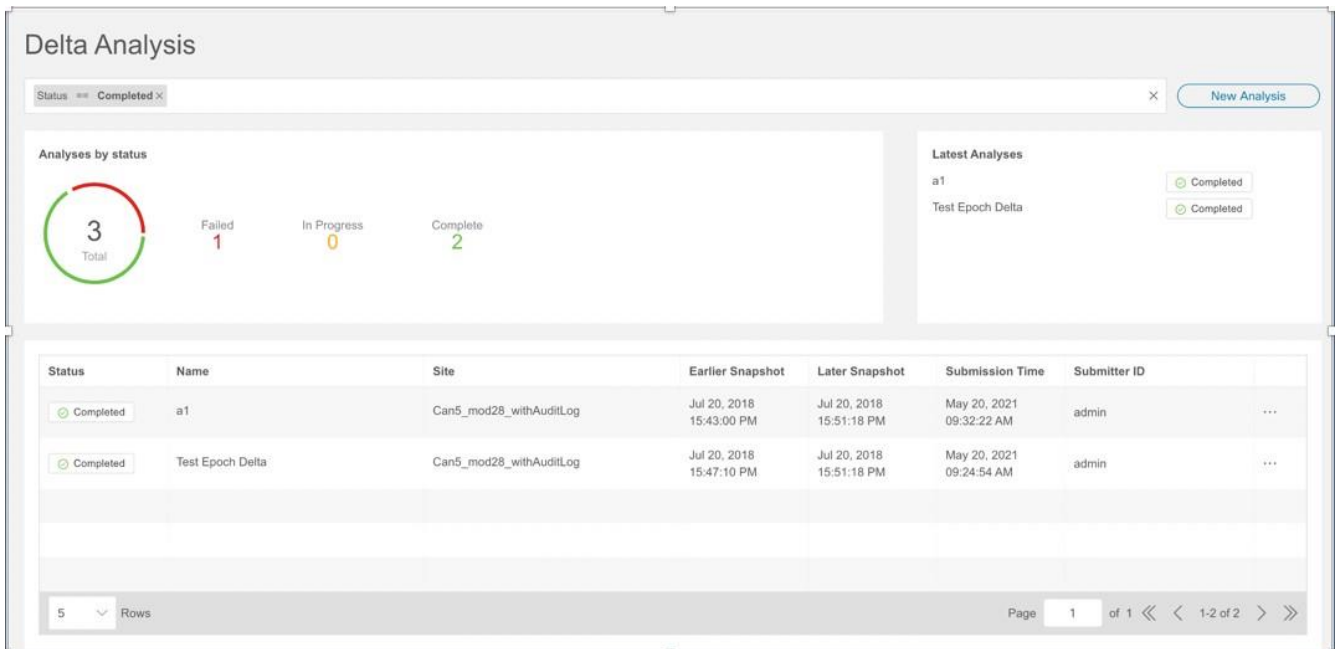 Delta Analysis
Status == Completed ×
New Analysis
Analyses by status
3
Total
Failed
1
In Progress
0
Complete
2
Latest Analyses
a1 Completed
Test Epoch Delta Completed
Status Name Site Earlier Snapshot Later Snapshot Submission Time Submitter ID
Completed a1 Can5_mod28_withAuditLog Jul 20, 2018 15:43:00 PM Jul 20, 2018 15:51:18 PM May 20, 2021 09:32:22 AM admin ...
Completed Test Epoch Delta Can5_mod28_withAuditLog Jul 20, 2018 15:47:10 PM Jul 20, 2018 15:51:18 PM May 20, 2021 09:24:54 AM admin ...
5 Rows Page 1 of 1 1-2 of 2